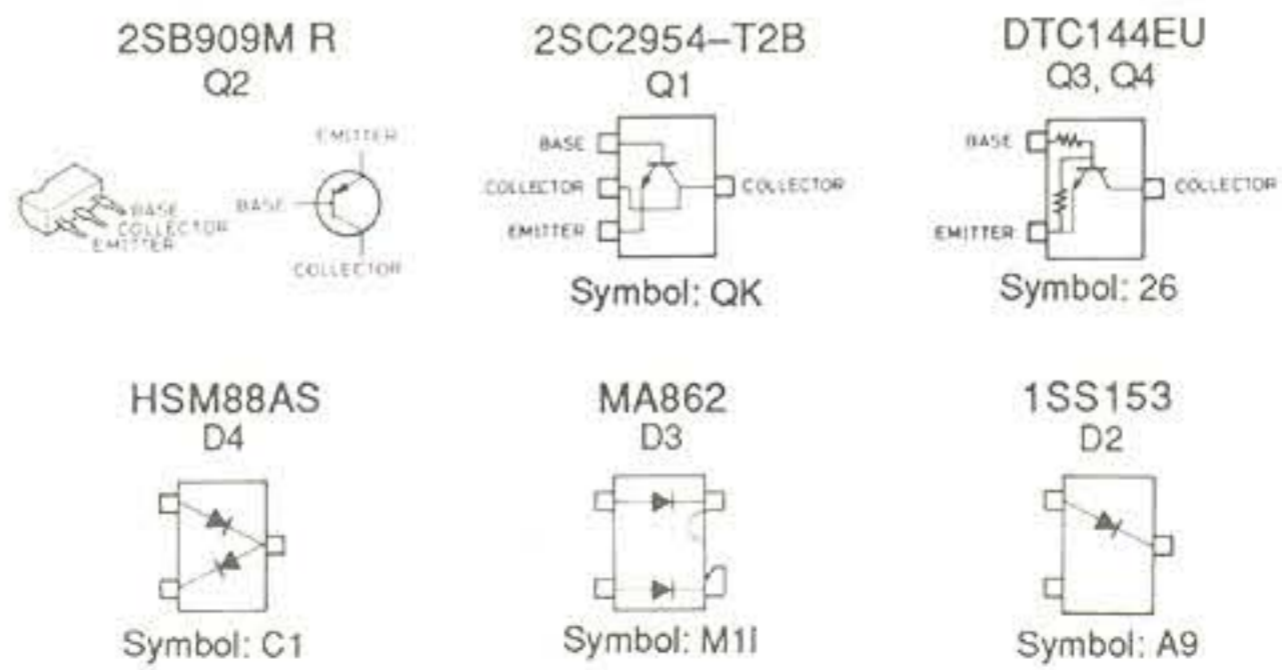 2SB909M R
Q2
EMITTER
BASE
COLLECTOR
BASE
COLLECTOR
EMITTER
2SC2954–T2B
Q1
BASE
COLLECTOR
EMITTER
COLLECTOR
Symbol: QK
DTC144EU
Q3, Q4
BASE
EMITTER
COLLECTOR
Symbol: 26
HSM88AS
D4
Symbol: C1
MA862
D3
Symbol: M1I
1SS153
D2
Symbol: A9